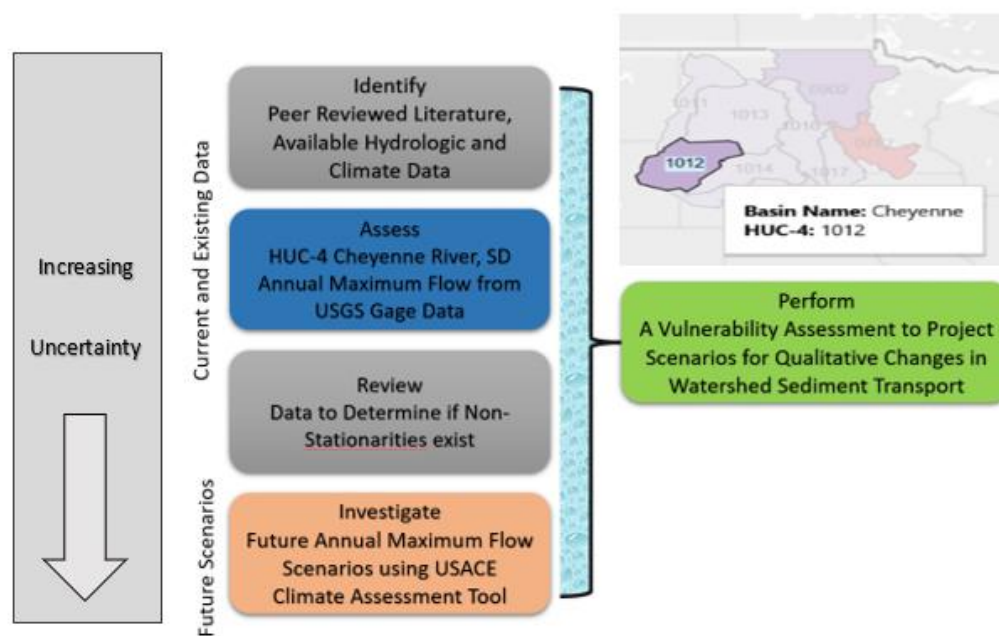 Increasing
Uncertainty
Current and Existing Data
Future Scenarios
Identify
Peer Reviewed Literature,
Available Hydrologic and
Climate Data
Assess
HUC-4 Cheyenne River, SD
Annual Maximum Flow from
USGS Gage Data
Review
Data to Determine if Non-
Stationarities exist
Investigate
Future Annual Maximum Flow
Scenarios using USACE
Climate Assessment Tool
1011
1013
0902
1012
1014
1017
Basin Name: Cheyenne
HUC-4: 1012
Perform
A Vulnerability Assessment to Project
Scenarios for Qualitative Changes in
Watershed Sediment Transport